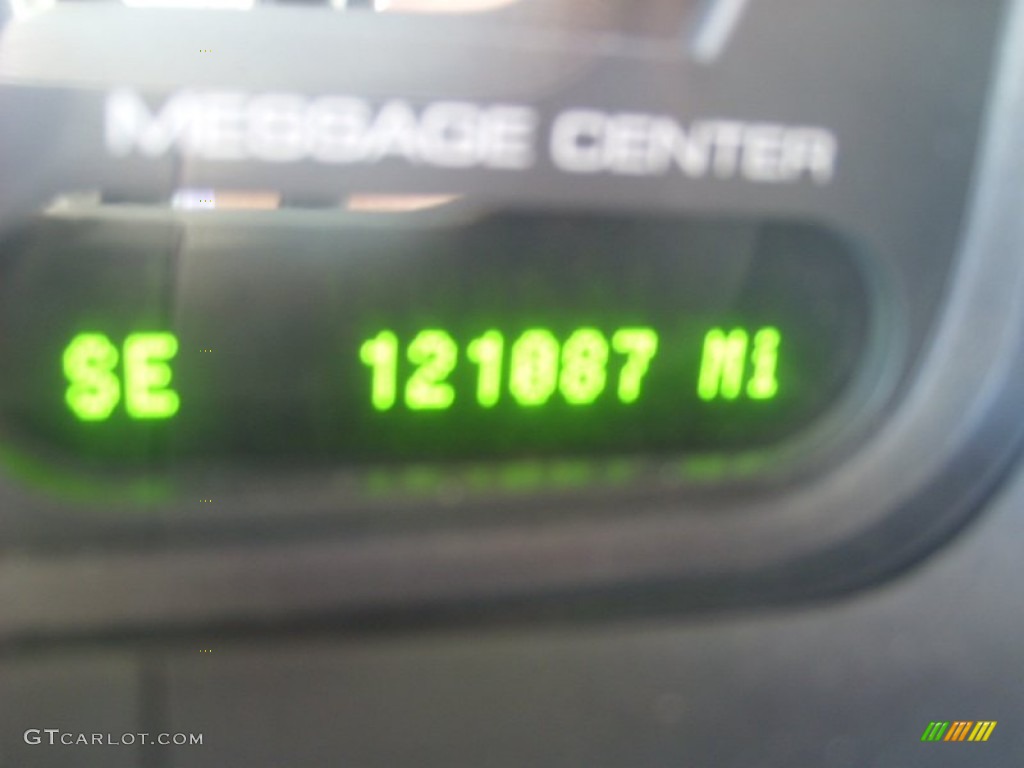 MESSAGE CENTER
SE 121087 Mi
GTCARLOT.COM